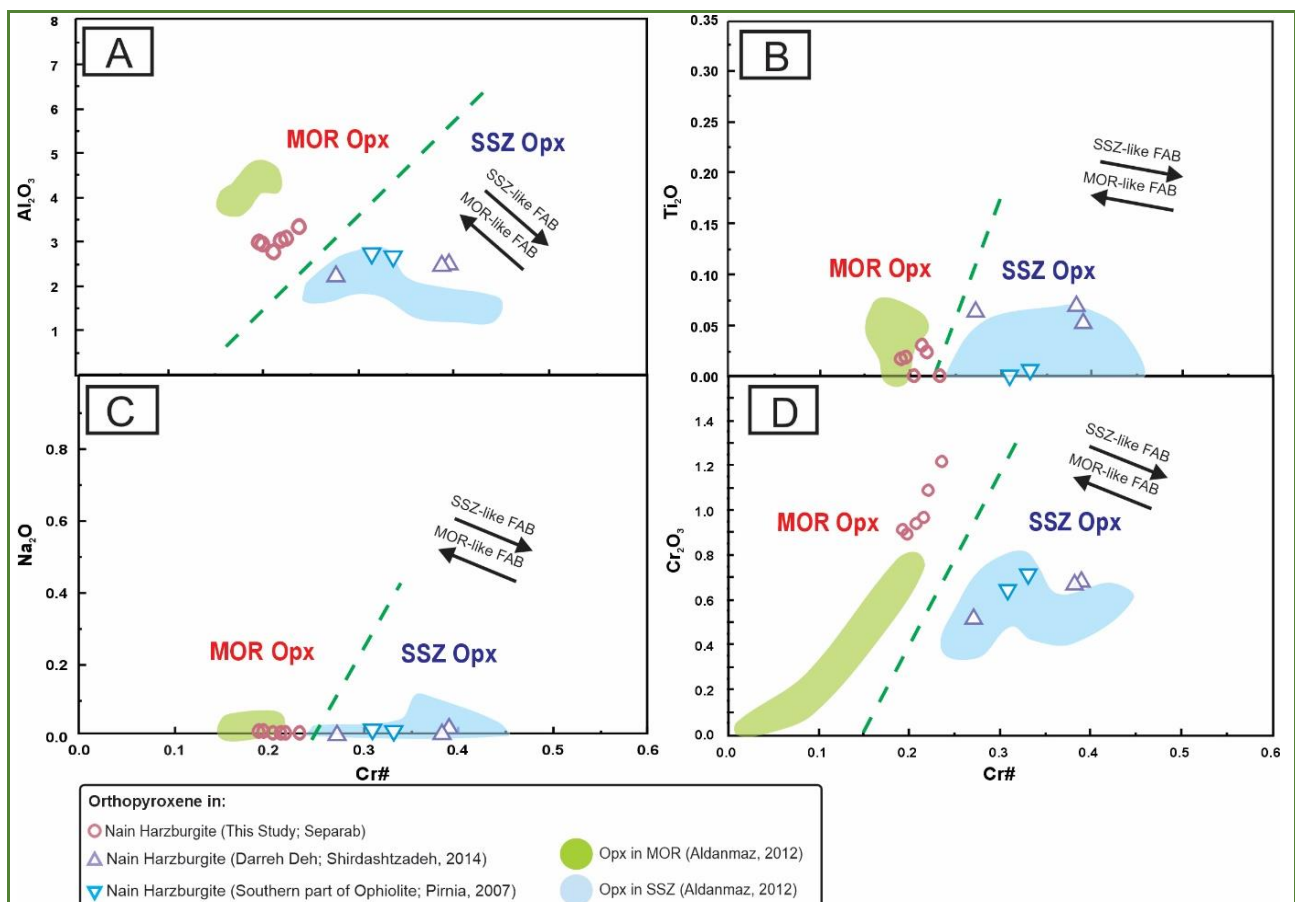 A
Al₂O₃
8
7
6
5
4
3
2
1
MOR Opx
SSZ Opx
SSZ-like FAB
MOR-like FAB
B
Ti₂O
0.35
0.30
0.25
0.20
0.15
0.10
0.05
0.00
MOR Opx
SSZ Opx
SSZ-like FAB
MOR-like FAB
C
Na₂O
0.8
0.6
0.4
0.2
0.0
MOR Opx
SSZ Opx
SSZ-like FAB
MOR-like FAB
0.0 0.1 0.2 0.3 0.4 0.5 0.6
Cr#
D
Cr₂O₃
1.4
1.2
1.0
0.8
0.6
0.4
0.2
0.0
MOR Opx
SSZ Opx
SSZ-like FAB
MOR-like FAB
0.0 0.1 0.2 0.3 0.4 0.5 0.6
Cr#
Orthopyroxene in:
Nain Harzburgite (This Study; Separab)
Nain Harzburgite (Darreh Deh; Shirdashtzadeh, 2014)
Nain Harzburgite (Southern part of Ophiolite; Pirnia, 2007)
Opx in MOR (Aldanmaz, 2012)
Opx in SSZ (Aldanmaz, 2012)